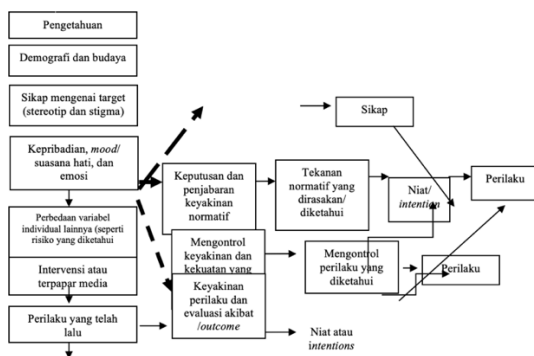 Pengetahuan
Demografi dan budaya
Sikap mengenai target
(stereotip dan stigma)
Kepribadian, mood/
suasana hati, dan
emosi
Perbedaan variabel
individual lainnya (seperti
risiko yang diketahui
Intervensi atau
terpapar media
Perilaku yang telah
lalu
Keputusan dan
penjabaran
keyakinan
normatif
Mengontrol
keyakinan dan
kekuatan yang
Keyakinan
perilaku dan
evaluasi akibat
/outcome
Tekanan
normatif yang
dirasakan/
diketahui
Mengontrol
perilaku yang
diketahui
Niat atau
intentions
Sikap
Niat/
intention
Perilaku
Perilaku